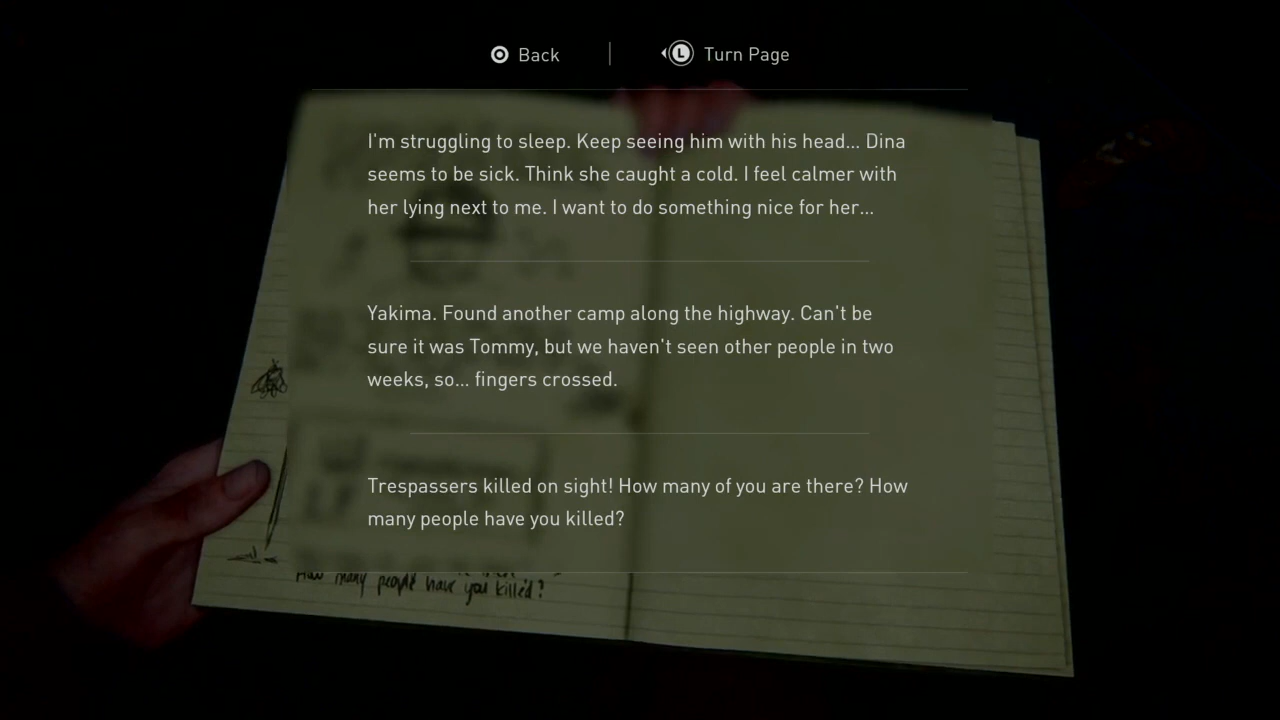 Back
L Turn Page
I'm struggling to sleep. Keep seeing him with his head... Dina
seems to be sick. Think she caught a cold. I feel calmer with
her lying next to me. I want to do something nice for her...
Yakima. Found another camp along the highway. Can't be
sure it was Tommy, but we haven't seen other people in two
weeks, so... fingers crossed.
Trespassers killed on sight! How many of you are there? How
many people have you killed?
How many people have you killed?